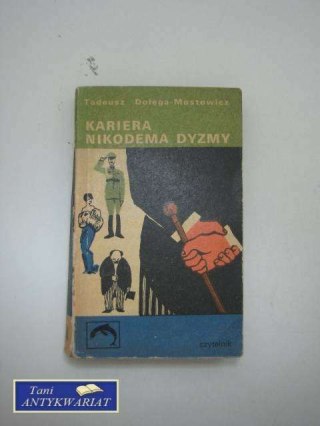 Tadeusz Dołęga-Mostowicz
KARIERA
NIKODEMA DYZMY
czytelnik
Tani
ANTYKWARIAT